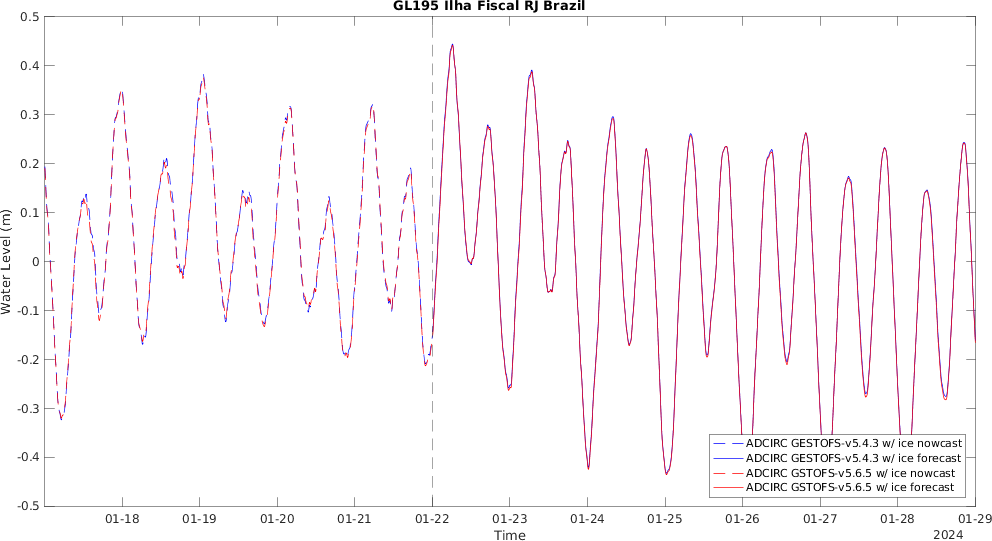 GL195 Ilha Fiscal RJ Brazil
0.5
0.4
0.3
0.2
0.1
0
-0.1
-0.2
-0.3
-0.4
-0.5
Water Level (m)
ADCIRC GESTOFS-v5.4.3 w/ ice nowcast
ADCIRC GESTOFS-v5.4.3 w/ ice forecast
ADCIRC GSTOFS-v5.6.5 w/ ice nowcast
ADCIRC GSTOFS-v5.6.5 w/ ice forecast
01-18 01-19 01-20 01-21 01-22 01-23 01-24 01-25 01-26 01-27 01-28 01-29
Time
2024